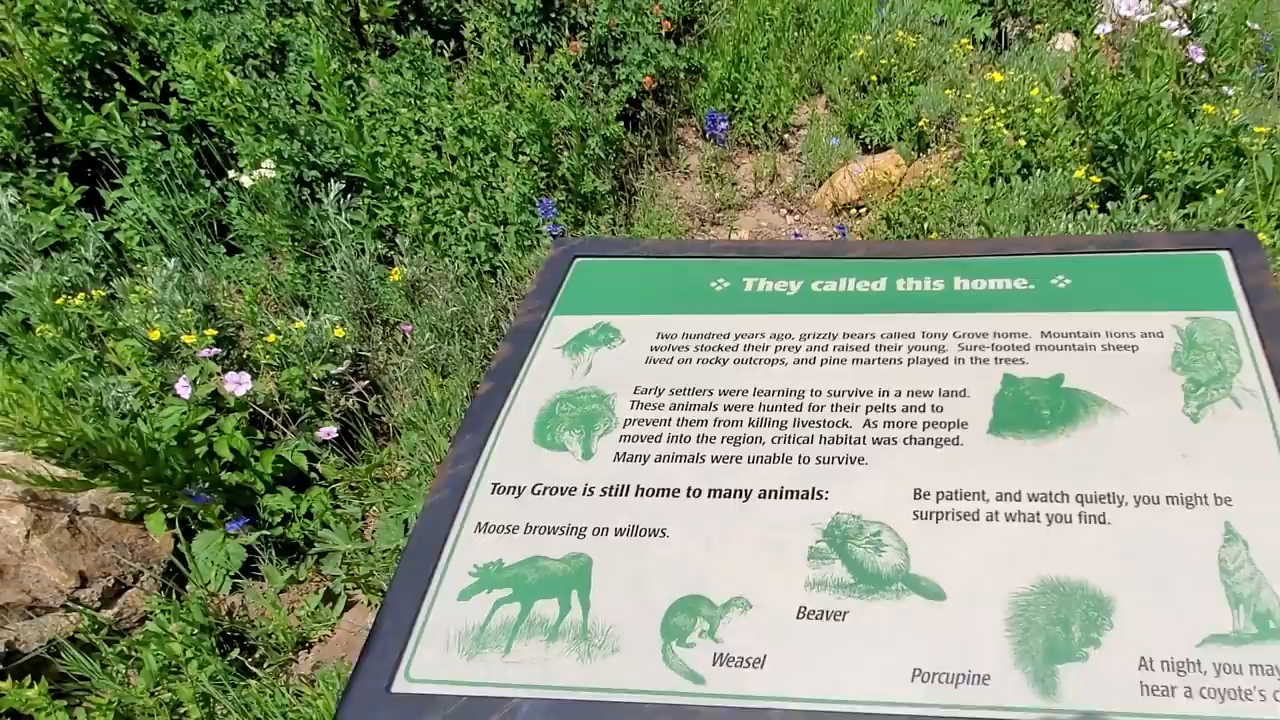 They called this home.
Two hundred years ago, grizzly bears called Tony Grove home. Mountain lions and
wolves stocked their prey and raised their young. Sure-footed mountain sheep
lived on rocky outcrops, and pine martens played in the trees.
Early settlers were learning to survive in a new land.
These animals were hunted for their pelts and to
prevent them from killing livestock. As more people
moved into the region, critical habitat was changed.
Many animals were unable to survive.
Tony Grove is still home to many animals:
Be patient, and watch quietly, you might be
surprised at what you find.
Moose browsing on willows.
Beaver
Weasel
Porcupine
At night, you may
hear a coyote's